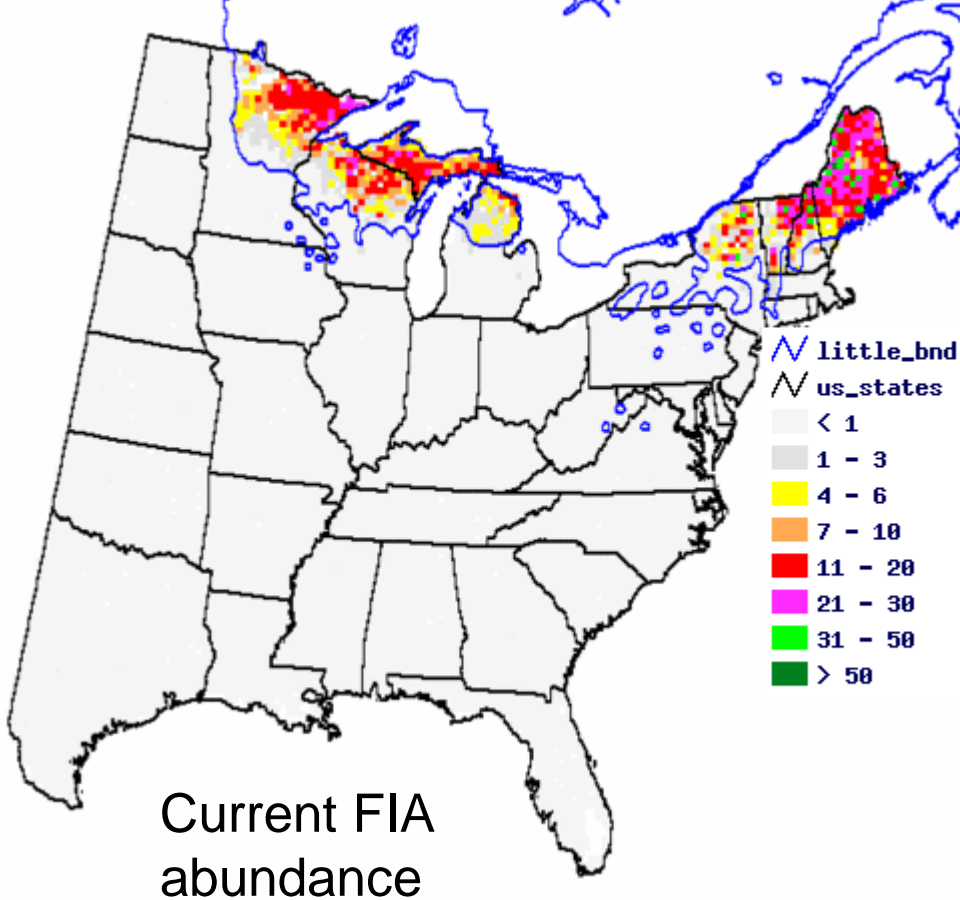 little_bnd
us_states
< 1
1 - 3
4 - 6
7 - 10
11 - 20
21 - 30
31 - 50
> 50
Current FIA
abundance